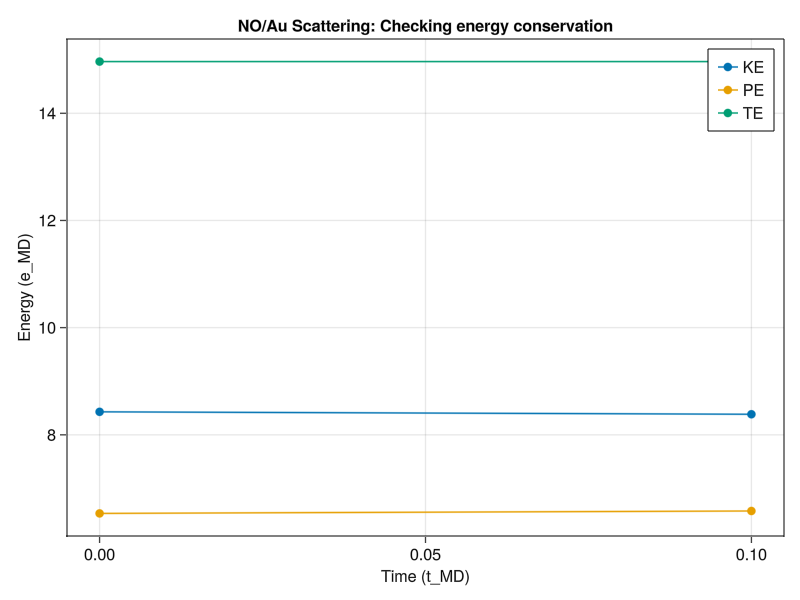 NO/Au Scattering: Checking energy conservation
KE
PE
TE
14
12
10
8
Energy (e_MD)
0.00
0.05
0.10
Time (t_MD)